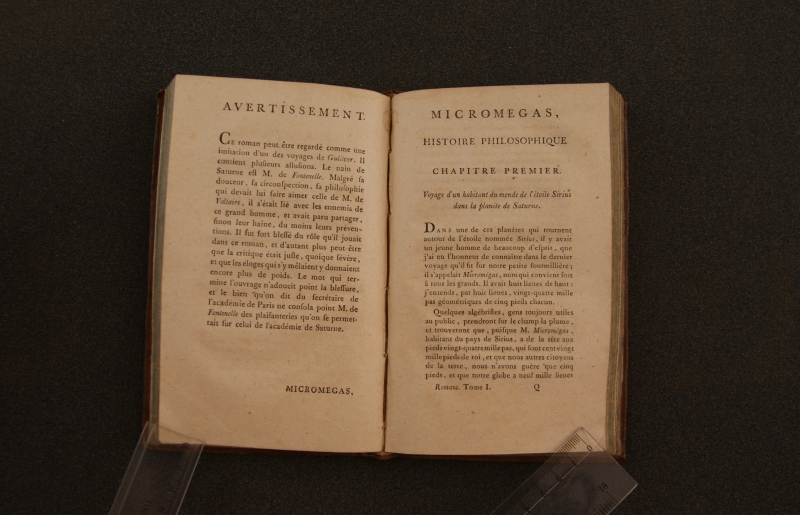 AVERTISSEMENT.
CE roman peut être regardé comme une
imitation d'un des voyages de Gulliver. Il
contient plusieurs allusions. Le nain de
Saturne est M. de Fontenelle. Malgré sa
douceur, sa circonspection, sa philosophie
qui devait lui faire aimer celle de M. de
Voltaire, il s'était lié avec les ennemis de
ce grand homme, et avait paru partager,
sinon leur haine, du moins leurs préven-
tions. Il fut fort blessé du rôle qu'il jouait
dans ce roman, et d'autant plus peut-être
que la critique était juste, quoique sévère,
et que les éloges qui s'y mêlaient y donnaient
encore plus de poids. Le mot qui ter-
mine l'ouvrage n'adoucit point la blessure,
et le bien qu'on dit du secrétaire de
l'académie de Paris ne consola point M. de
Fontenelle des plaisanteries qu'on se permet-
tait sur celui de l'académie de Saturne.
MICROMEGAS,
MICROMEGAS,
HISTOIRE PHILOSOPHIQUE
CHAPITRE PREMIER.
Voyage d'un habitant du monde de l'étoile Sirius
dans la planète de Saturne.
DANS une de ces planètes qui tournent
autour de l'étoile nommée Sirius, il y avait
un jeune homme de beaucoup d'esprit, que
j'ai eu l'honneur de connaître dans le dernier
voyage qu'il fit sur notre petite fourmillière;
il s'appelait Micromégas, nom qui convient fort
à tous les grands. Il avait huit lieues de haut:
j'entends, par huit lieues, vingt-quatre mille
pas géométriques de cinq pieds chacun.
Quelques algébristes, gens toujours utiles
au public, prendront sur le champ la plume,
et trouveront que, puisque M. Micromégas,
habitant du pays de Sirius, a de la tête aux
pieds vingt-quatre mille pas, qui font cent vingt
mille pieds de roi, et que nous autres citoyens
de la terre, nous n'avons guère que cinq
pieds, et que notre globe a neuf mille lieues
Romans. Tome I. Q